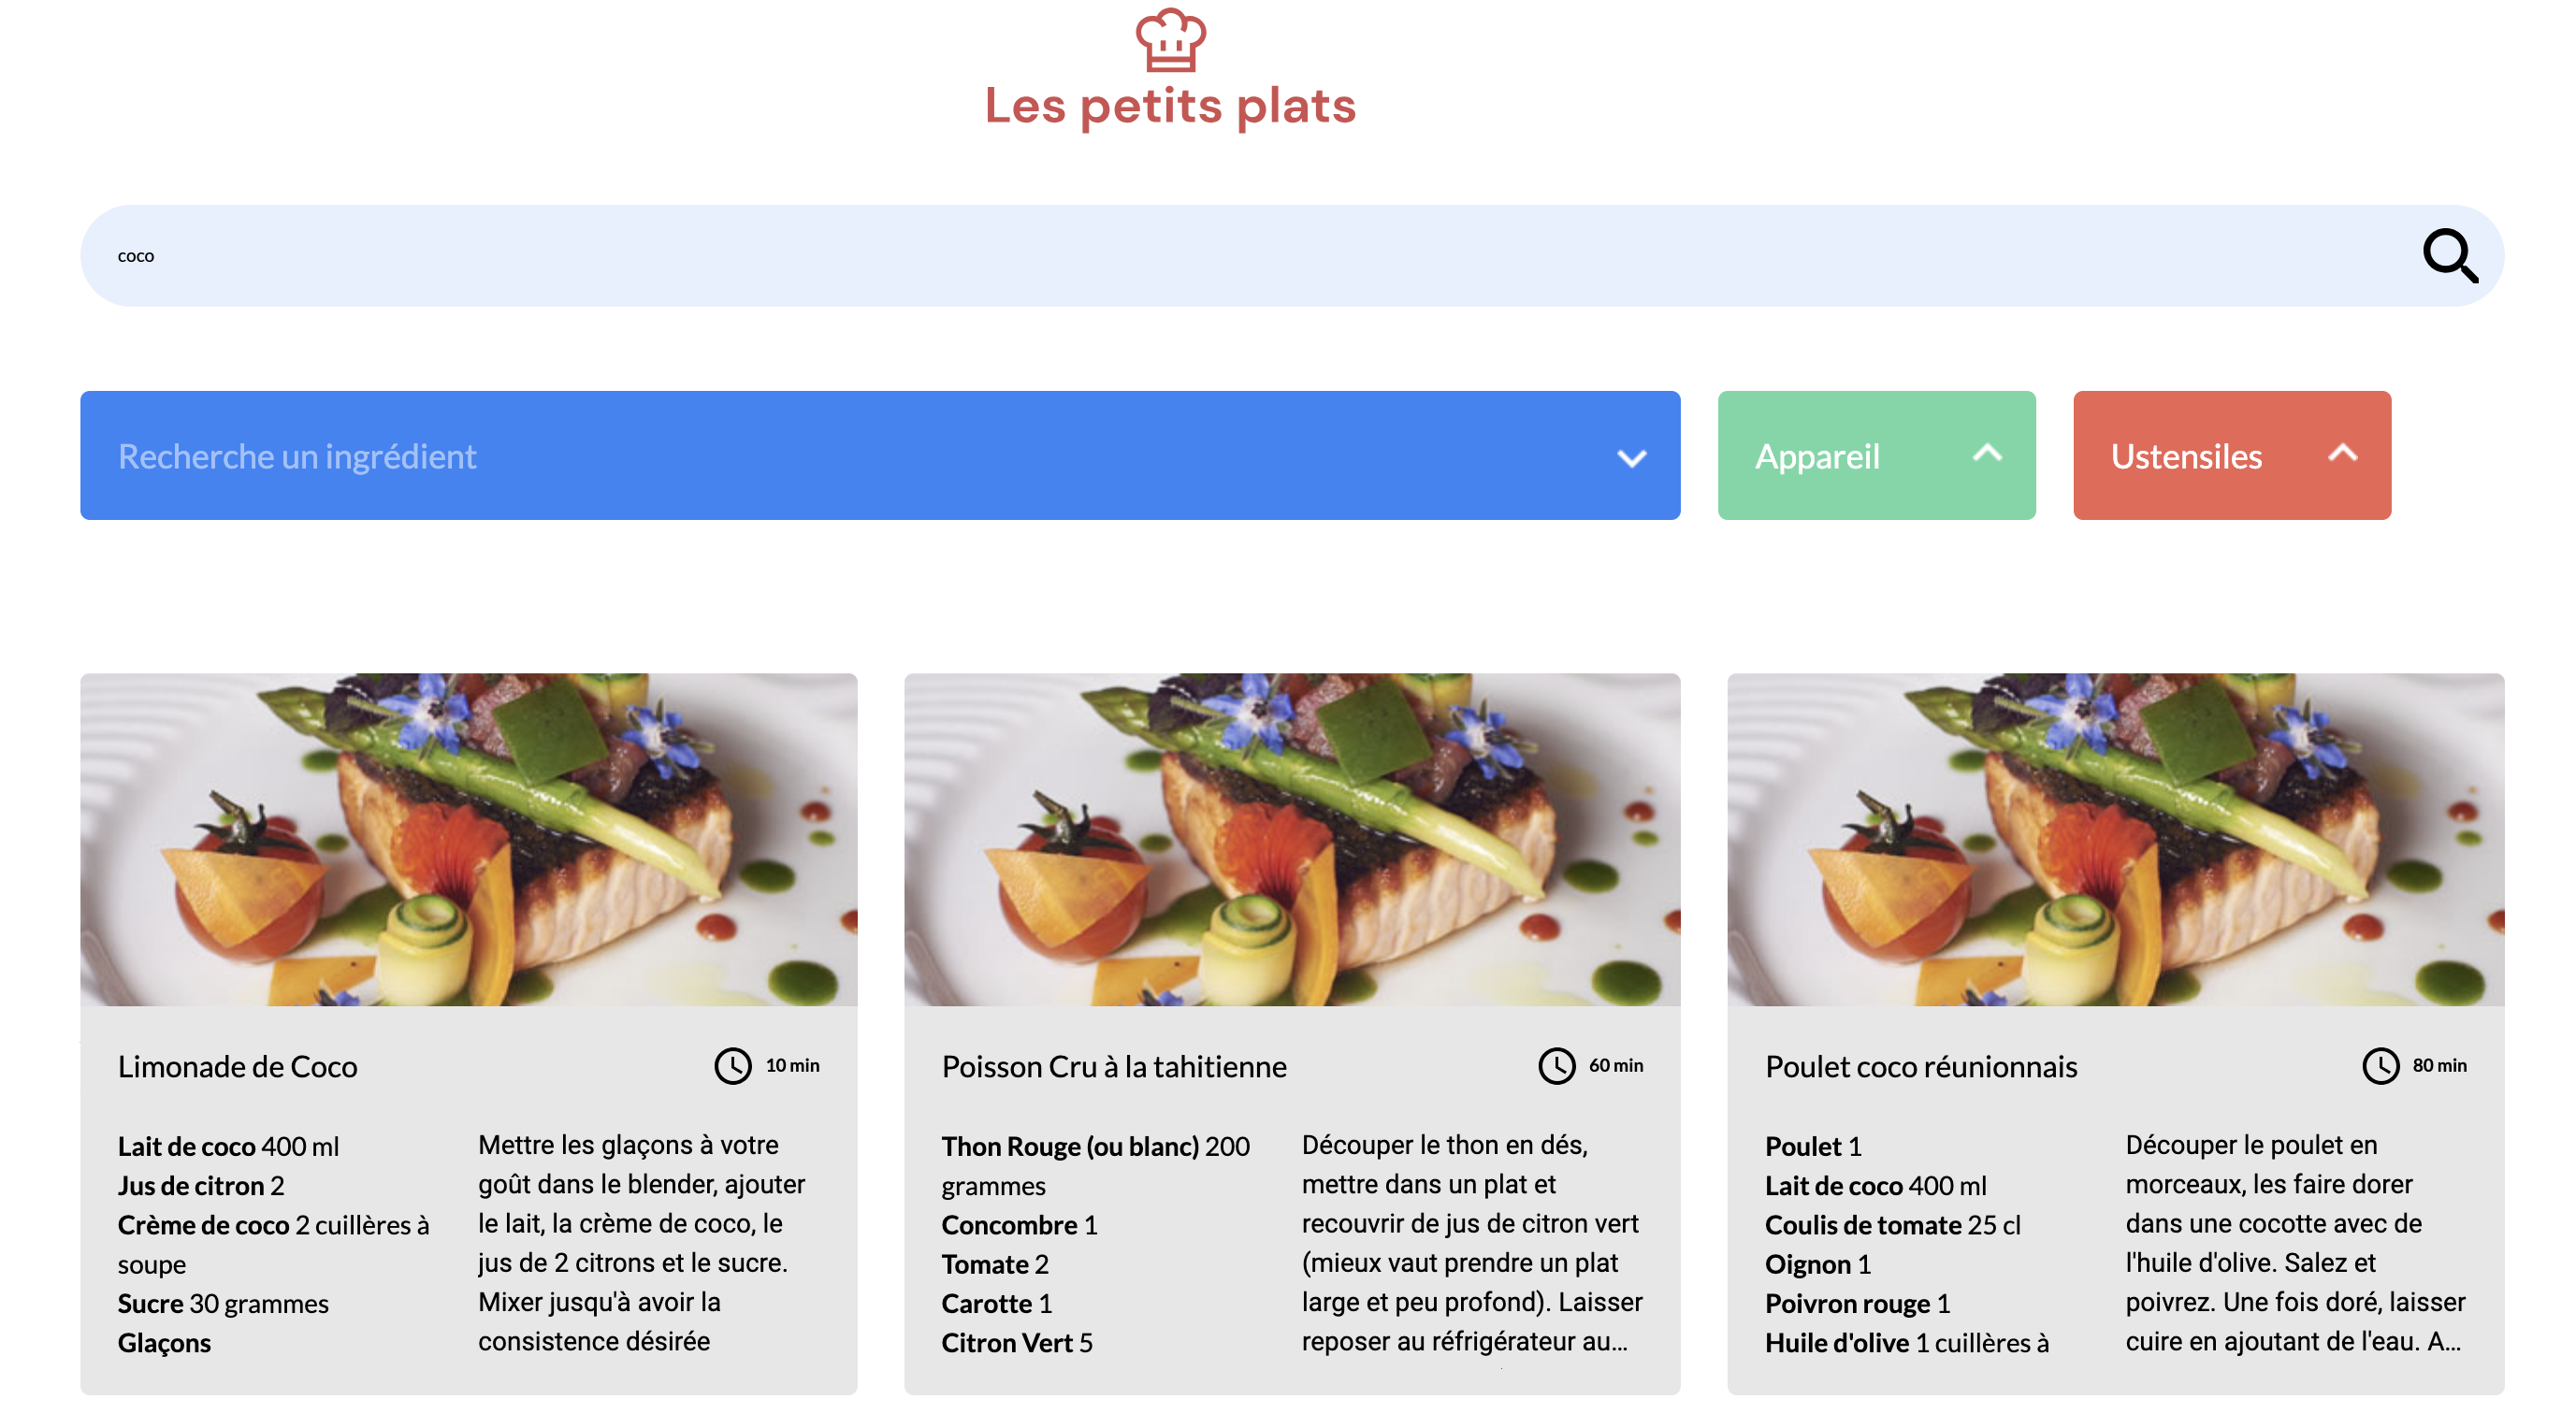 Les petits plats
coco
Recherche un ingrédient
Appareil
Ustensiles
Limonade de Coco
10 min
Lait de coco 400 ml
Jus de citron 2
Crème de coco 2 cuillères à
soupe
Sucre 30 grammes
Glaçons
Mettre les glaçons à votre
goût dans le blender, ajouter
le lait, la crème de coco, le
jus de 2 citrons et le sucre.
Mixer jusqu'à avoir la
consistence désirée
Poisson Cru à la tahitienne
60 min
Thon Rouge (ou blanc) 200
grammes
Concombre 1
Tomate 2
Carotte 1
Citron Vert 5
Découper le thon en dés,
mettre dans un plat et
recouvrir de jus de citron vert
(mieux vaut prendre un plat
large et peu profond). Laisser
reposer au réfrigérateur au...
Poulet coco réunionnais
80 min
Poulet 1
Lait de coco 400 ml
Coulis de tomate 25 cl
Oignon 1
Poivron rouge 1
Huile d'olive 1 cuillères à
Découper le poulet en
morceaux, les faire dorer
dans une cocotte avec de
l'huile d'olive. Salez et
poivrez. Une fois doré, laisser
cuire en ajoutant de l'eau. A...